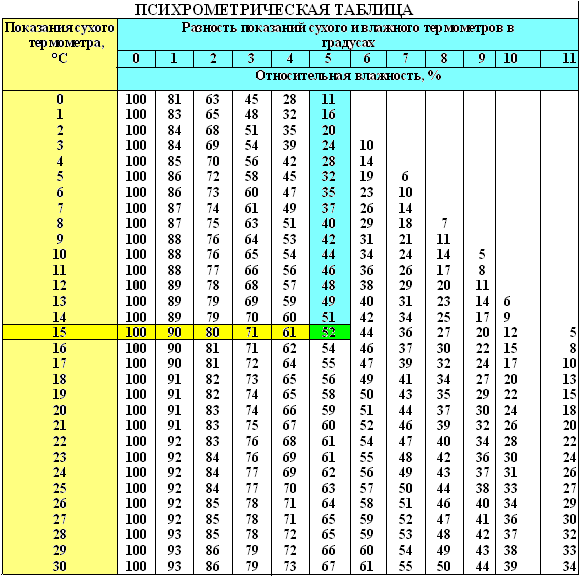 ПСИХРОМЕТРИЧЕСКАЯ ТАБЛИЦА
Показания сухого термометра, °С
Разность показаний сухого и влажного термометров в градусах
0 1 2 3 4 5 6 7 8 9 10 11
Относительная влажность, %
0 100 81 63 45 28 11
1 100 83 65 48 32 16
2 100 84 68 51 35 20
3 100 84 69 54 39 24 10
4 100 85 70 56 42 28 14
5 100 86 72 58 45 32 19 6
6 100 86 73 60 47 35 23 10
7 100 87 74 61 49 37 26 14
8 100 87 75 63 51 40 29 18 7
9 100 88 76 64 53 42 31 21 11
10 100 88 76 65 54 44 34 24 14 5
11 100 88 77 66 56 46 36 26 17 8
12 100 89 78 68 57 48 38 29 20 11
13 100 89 79 69 59 49 40 31 23 14 6
14 100 89 79 70 60 51 42 34 25 17 9
15 100 90 80 71 61 52 44 36 27 20 12 5
16 100 90 81 71 62 54 46 37 30 22 15 8
17 100 90 81 72 64 55 47 39 32 24 17 10
18 100 91 82 73 65 56 49 41 34 27 20 13
19 100 91 82 74 65 58 50 43 35 29 22 15
20 100 91 83 74 66 59 51 44 37 30 24 18
21 100 91 83 75 67 60 52 46 39 32 26 20
22 100 92 83 76 68 61 54 47 40 34 28 22
23 100 92 84 76 69 61 55 48 42 36 30 24
24 100 92 84 77 69 62 56 49 43 37 31 26
25 100 92 84 77 70 63 57 50 44 38 33 27
26 100 92 85 78 71 64 58 51 46 40 34 29
27 100 92 85 78 71 65 59 52 47 41 36 30
28 100 93 85 78 72 65 59 53 48 42 37 32
29 100 93 86 79 72 66 60 54 49 43 38 33
30 100 93 86 79 73 67 61 55 50 44 39 34